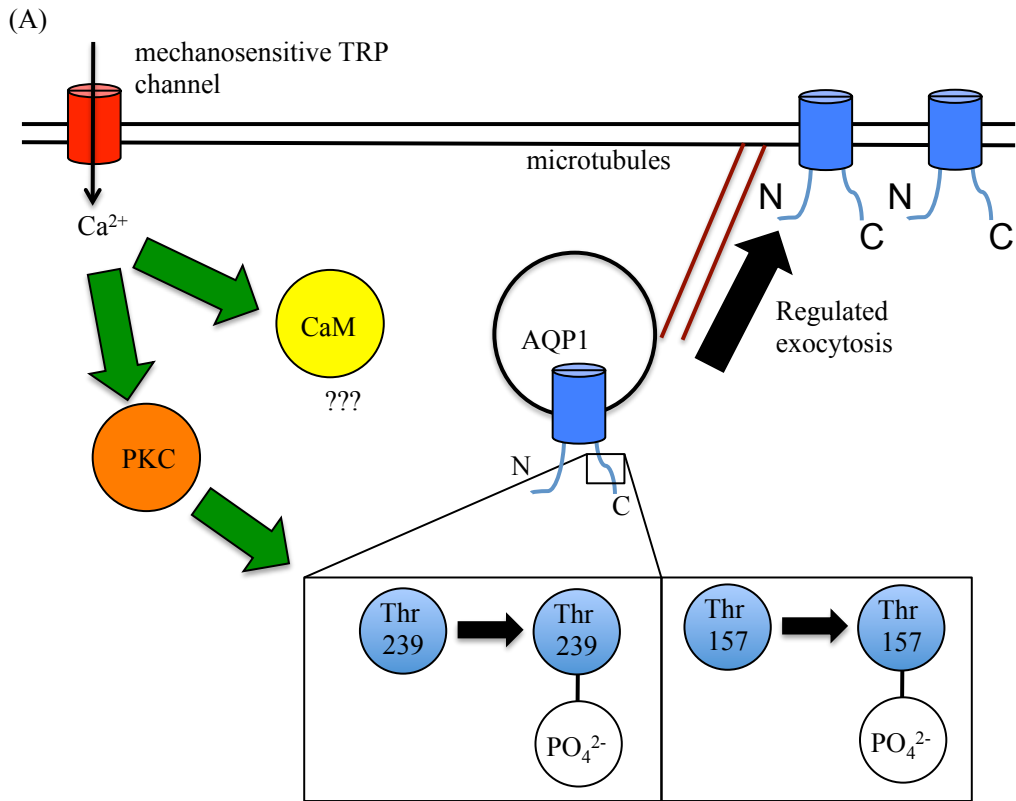 (A)
mechanosensitive TRP
channel
microtubules
Ca²⁺
N
C
N
C
CaM
???
AQP1
Regulated
exocytosis
PKC
N
C
Thr
239
Thr
239
PO₄²⁻
Thr
157
Thr
157
PO₄²⁻